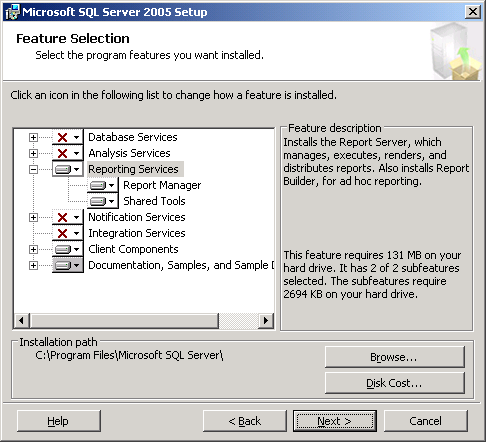 Microsoft SQL Server 2005 Setup
Feature Selection
Select the program features you want installed.
Click an icon in the following list to change how a feature is installed.
Database Services
Analysis Services
Reporting Services
Report Manager
Shared Tools
Notification Services
Integration Services
Client Components
Documentation, Samples, and Sample D
Feature description
Installs the Report Server, which
manages, executes, renders, and
distributes reports. Also installs Report
Builder, for ad hoc reporting.
This feature requires 131 MB on your
hard drive. It has 2 of 2 subfeatures
selected. The subfeatures require
2694 KB on your hard drive.
Installation path
C:\Program Files\Microsoft SQL Server\
Browse...
Disk Cost...
Help
< Back
Next >
Cancel